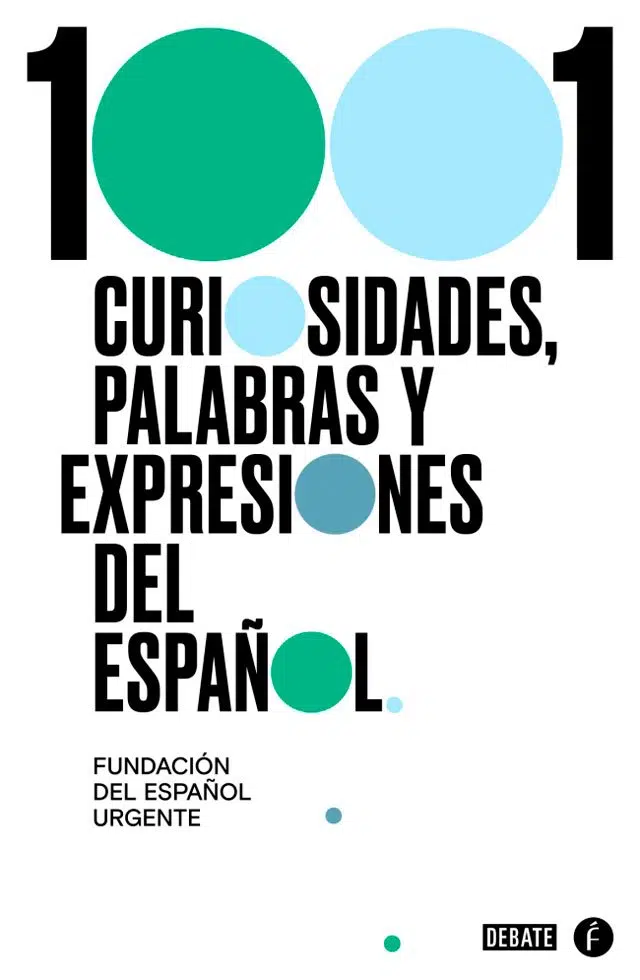 1001
CURIOSIDADES,
PALABRAS Y
EXPRESIONES
DEL
ESPAÑOL.
FUNDACIÓN
DEL ESPAÑOL
URGENTE
DEBATE
É